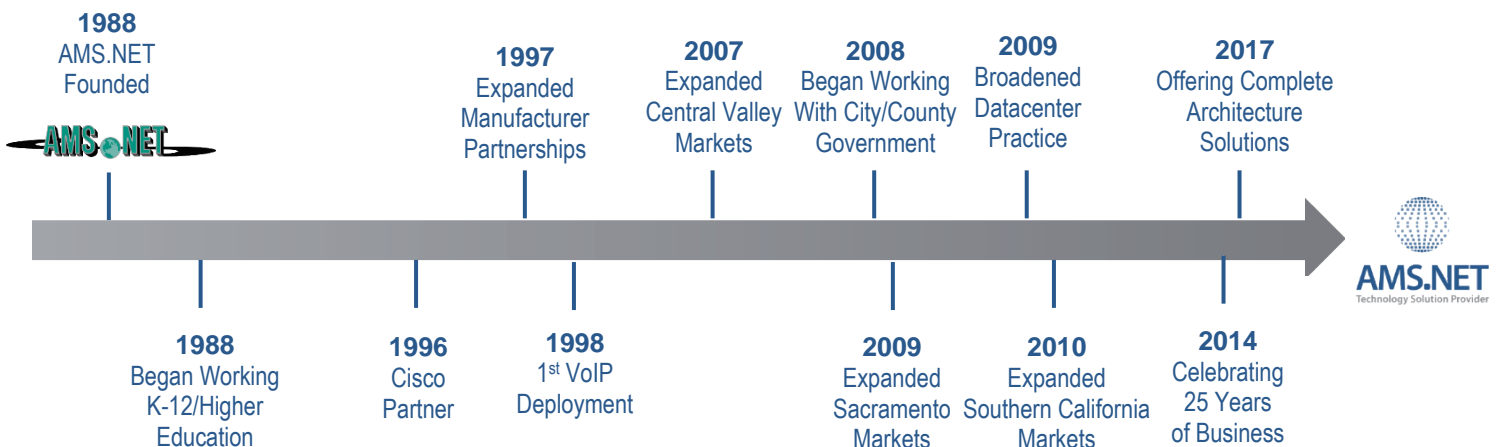 1988
AMS.NET
Founded
AMS.NET
1997
Expanded
Manufacturer
Partnerships
2007
Expanded
Central Valley
Markets
2008
Began Working
With City/County
Government
2009
Broadened
Datacenter
Practice
2017
Offering Complete
Architecture
Solutions
AMS.NET
Technology Solution Provider
1988
Began Working
K-12/Higher
Education
1996
Cisco
Partner
1998
1st VoIP
Deployment
2009
Expanded
Sacramento
Markets
2010
Expanded
Southern California
Markets
2014
Celebrating
25 Years
of Business